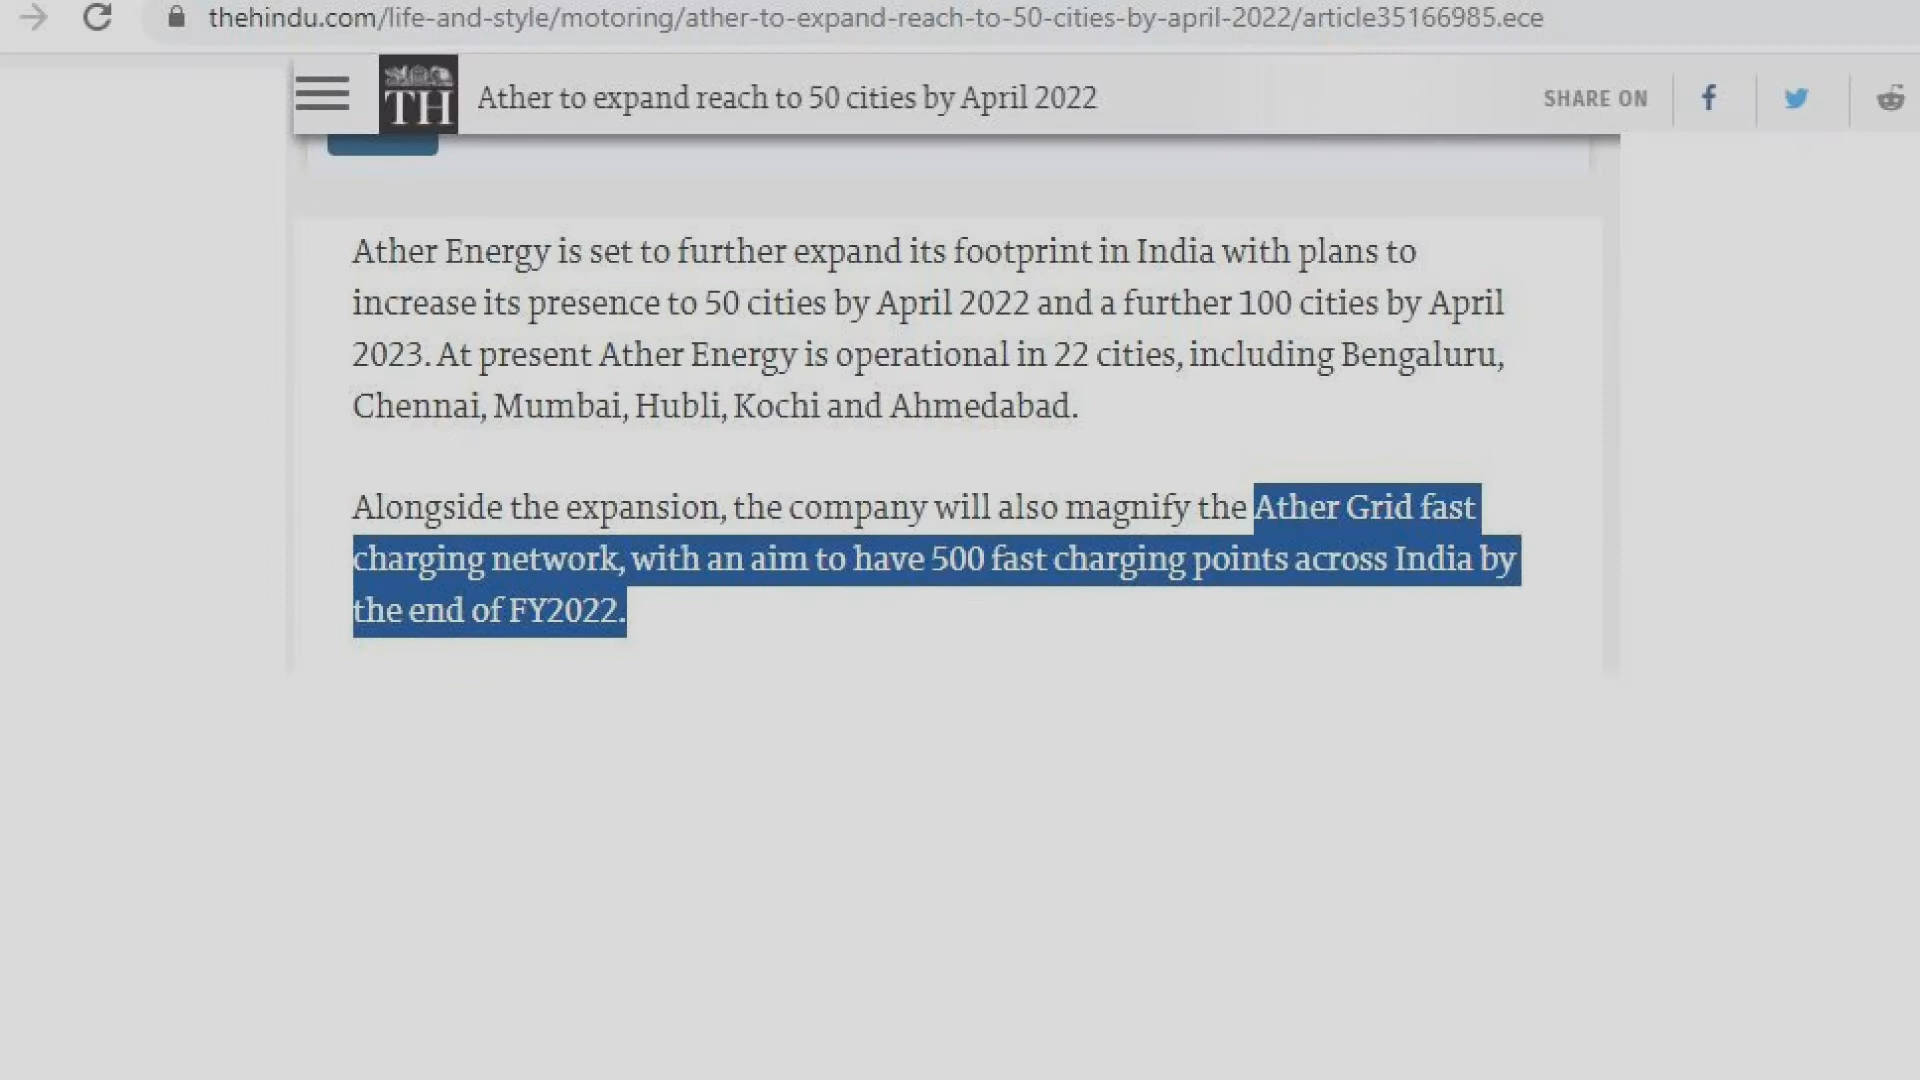 thehindu.com/life-and-style/motoring/ather-to-expand-reach-to-50-cities-by-april-2022/article35166985.ece
TH Ather to expand reach to 50 cities by April 2022 SHARE ON
Ather Energy is set to further expand its footprint in India with plans to
increase its presence to 50 cities by April 2022 and a further 100 cities by April
2023. At present Ather Energy is operational in 22 cities, including Bengaluru,
Chennai, Mumbai, Hubli, Kochi and Ahmedabad.
Alongside the expansion, the company will also magnify the Ather Grid fast
charging network, with an aim to have 500 fast charging points across India by
the end of FY2022.